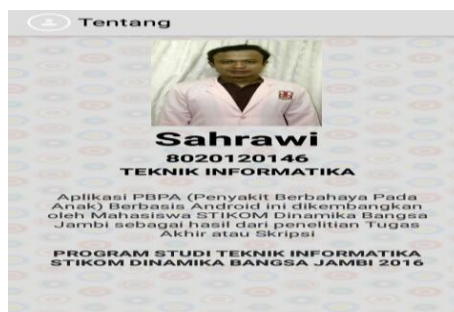 Tentang
Sahrawi
8020120146
TEKNIK INFORMATIKA
Aplikasi PBPA (Penyakit Berbahaya Pada
Anak) Berbasis Android ini dikembangkan
oleh Mahasiswa STIKOM Dinamika Bangsa
Jambi sebagai hasil dari penelitian Tugas
Akhir atau Skripsi
PROGRAM STUDI TEKNIK INFORMATIKA
STIKOM DINAMIKA BANGSA JAMBI 2016